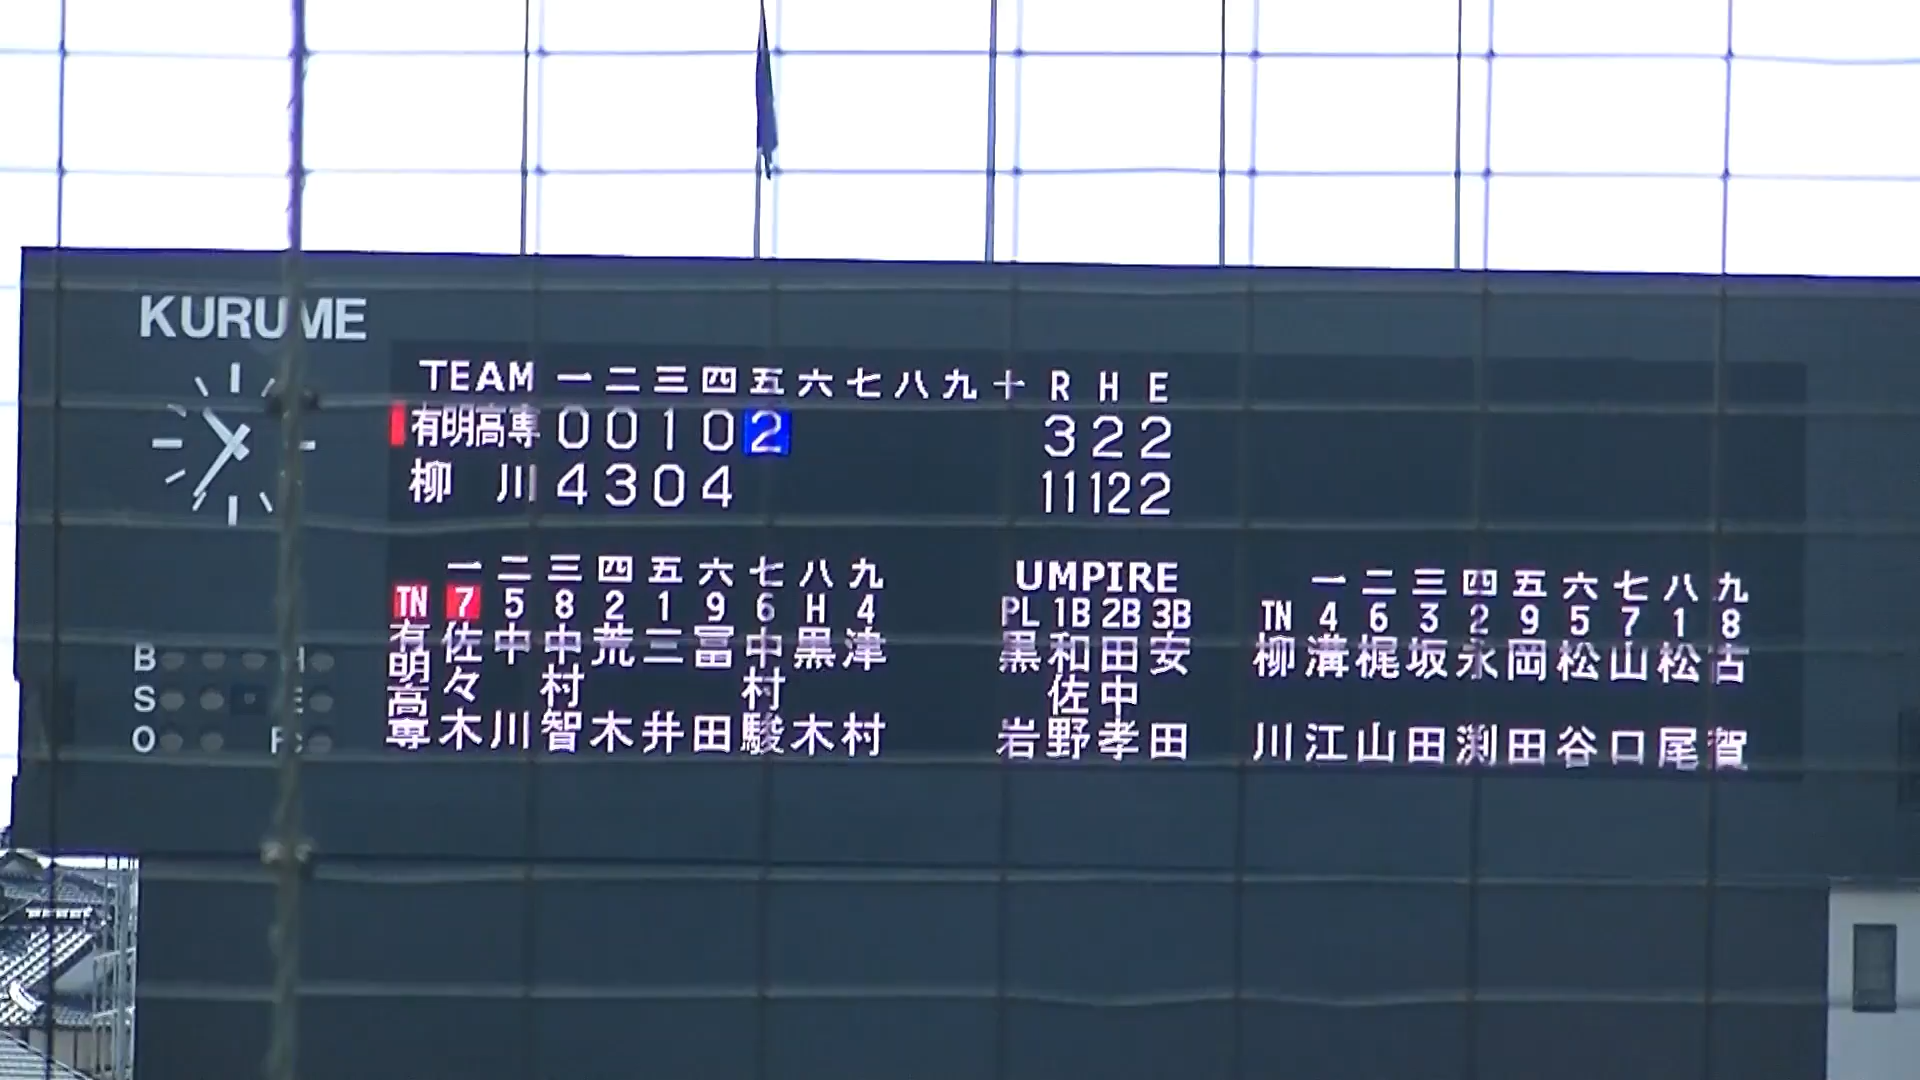 KURUME
TEAM 一 二 三 四 五 六 七 八 九 十 R H E
有明高専 0 0 1 0 2 3 2 2
柳川 4 3 0 4 11 12 2
一 二 三 四 五 六 七 八 九
TN 7 5 8 2 1 9 6 H 4
有明高専 佐々木 中川 中村智 荒木 三井 冨田 中村駿 黒木 津村
UMPIRE
PL 1B 2B 3B
黒岩 和佐野 田中孝 安田
一 二 三 四 五 六 七 八 九
TN 4 6 3 2 9 5 7 1 8
柳川 溝江 梶山 坂田 永渕 岡田 松谷 山口 松尾 古賀
B H
S E
O Fc